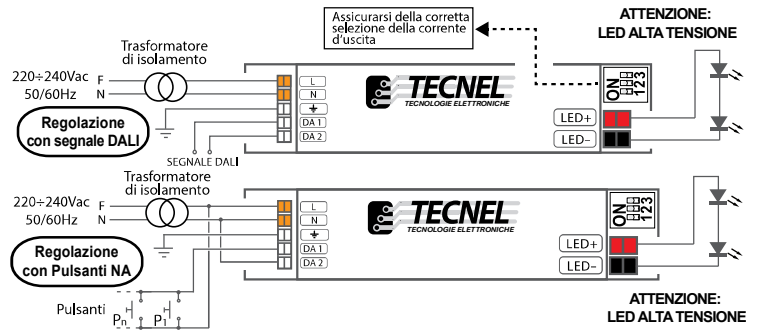 Assicurarsi della corretta
selezione della corrente
d'uscita
ATTENZIONE:
LED ALTA TENSIONE
Trasformatore
di isolamento
220÷240Vac F
50/60Hz N
Regolazione
con segnale DALI
SEGNALE DALI
L
N
DA 1
DA 2
TECNEL
TECNOLOGIE ELETTRONICHE
ON
123
LED+
LED-
Trasformatore
di isolamento
220÷240Vac F
50/60Hz N
Regolazione
con Pulsanti NA
Pulsanti
Pn P1
L
N
DA 1
DA 2
TECNEL
TECNOLOGIE ELETTRONICHE
ON
123
LED+
LED-
ATTENZIONE:
LED ALTA TENSIONE